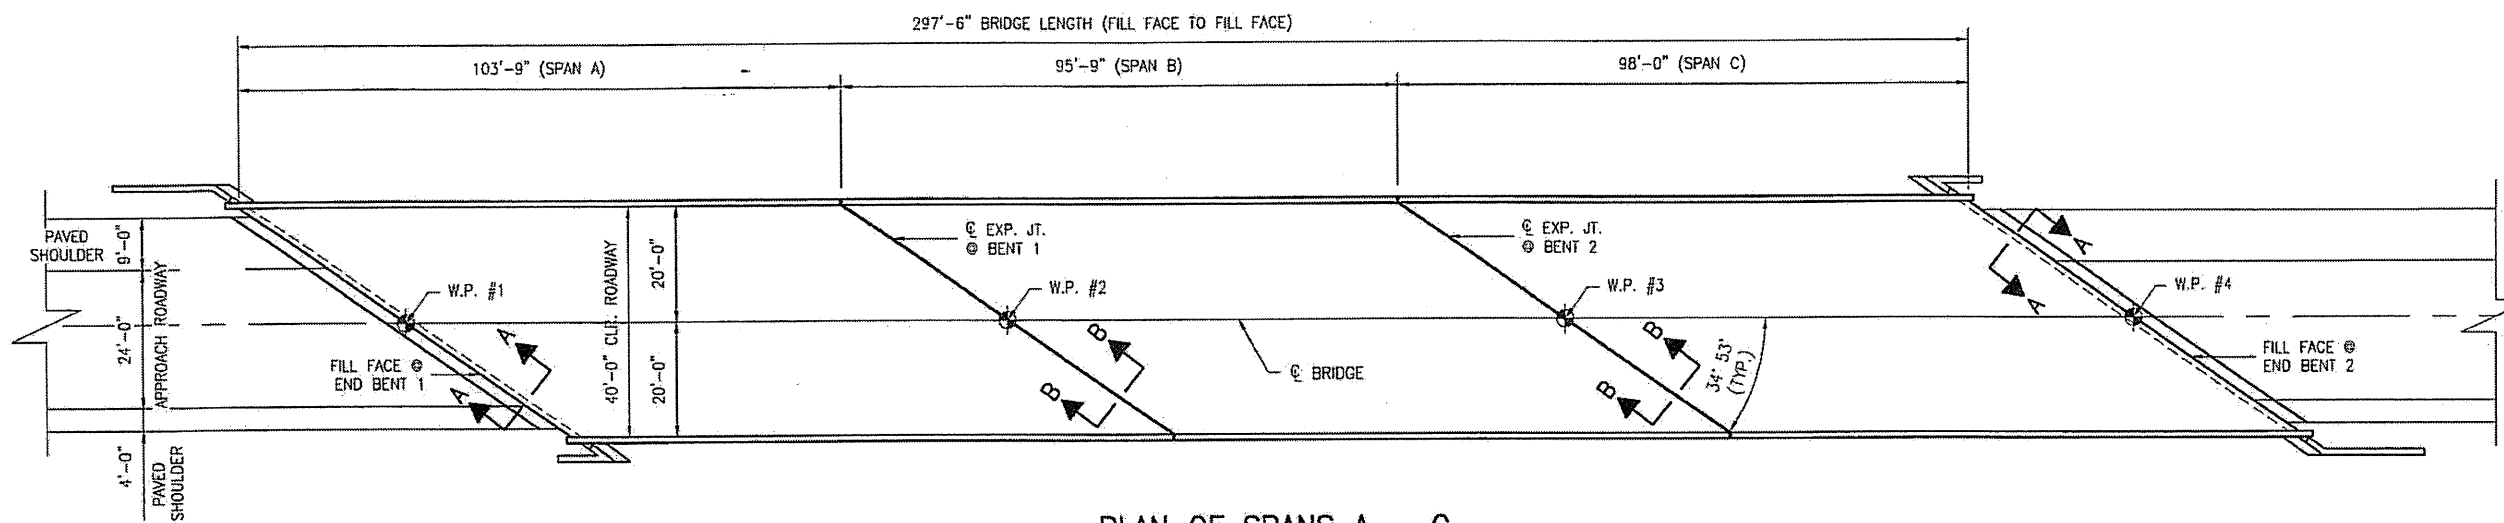 297'-6" BRIDGE LENGTH (FILL FACE TO FILL FACE)
103'-9" (SPAN A)
95'-9" (SPAN B)
98'-0" (SPAN C)
PAVED
SHOULDER
9'-0"
24'-0"
APPROACH ROADWAY
4'-0"
PAVED
SHOULDER
W.P. #1
FILL FACE @
END BENT 1
A
A
40'-0" CLR. ROADWAY
20'-0"
20'-0"
℄ EXP. JT.
@ BENT 1
W.P. #2
B
B
℄ BRIDGE
℄ EXP. JT.
@ BENT 2
W.P. #3
B
B
34° 53'
(TYP.)
A
A
W.P. #4
FILL FACE @
END BENT 2
PLAN OF SPANS A - C